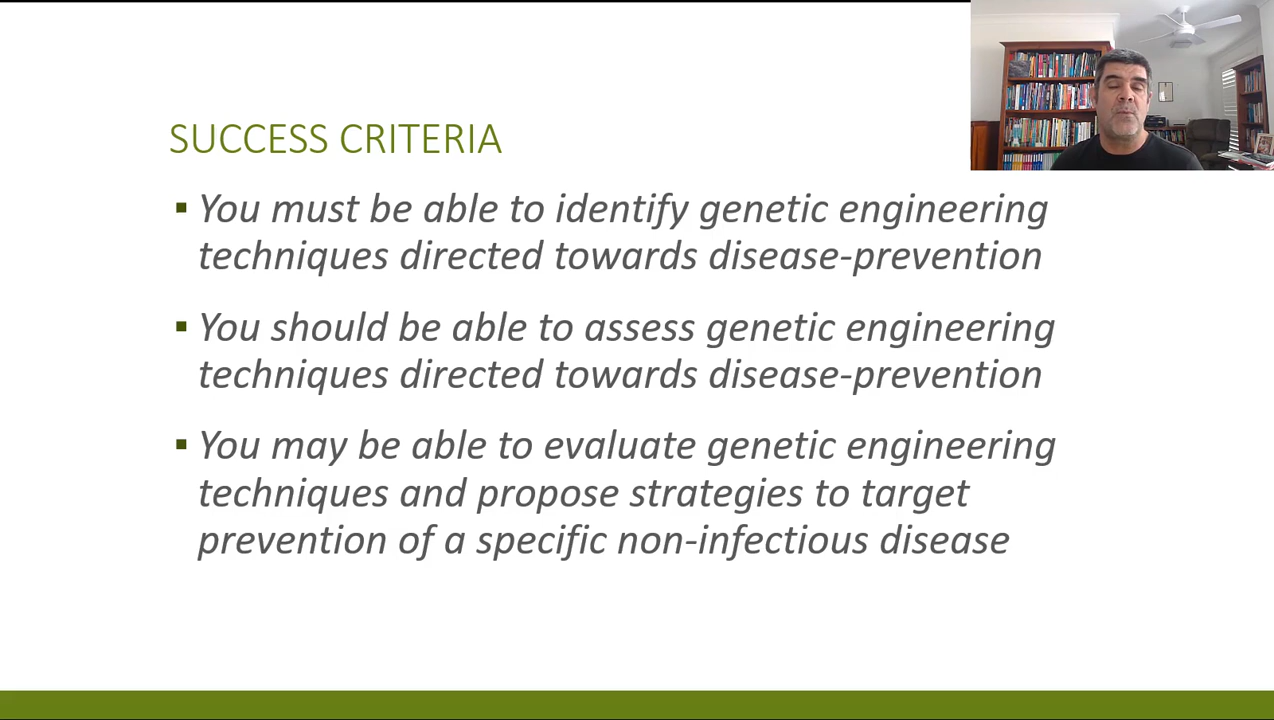 SUCCESS CRITERIA
▪ You must be able to identify genetic engineering
techniques directed towards disease-prevention
▪ You should be able to assess genetic engineering
techniques directed towards disease-prevention
▪ You may be able to evaluate genetic engineering
techniques and propose strategies to target
prevention of a specific non-infectious disease